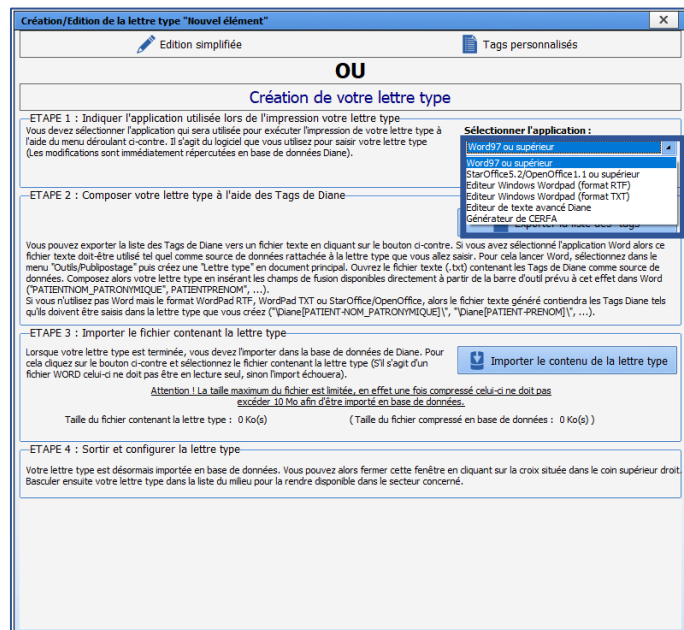 Création/Edition de la lettre type "Nouvel élément"
Edition simplifiée
Tags personnalisés
OU
Création de votre lettre type
ETAPE 1 : Indiquer l'application utilisée lors de l'impression votre lettre type
Vous devez sélectionner l'application qui sera utilisée pour exécuter l'impression de votre lettre type à
l'aide du menu déroulant ci-contre. Il s'agit du logiciel que vous utilisez pour saisir votre lettre type
(Les modifications sont immédiatement répercutées en base de données Diane).
Sélectionner l'application :
Word97 ou supérieur
Word97 ou supérieur
StarOffice5.2/OpenOffice1.1 ou supérieur
Editeur Windows Wordpad (format RTF)
Editeur Windows Wordpad (format TXT)
Editeur de texte avancé Diane
Générateur de CERFA
ETAPE 2 : Composer votre lettre type à l'aide des Tags de Diane
Exporter la liste des "tags"
Vous pouvez exporter la liste des Tags de Diane vers un fichier texte en cliquant sur le bouton ci-contre. Si vous avez sélectionné l'application Word alors ce
fichier texte doit-être utilisé tel quel comme source de données rattachée à la lettre type que vous allez saisir. Pour cela lancer Word, sélectionnez dans le
menu "Outils/Publipostage" puis créez une "Lettre type" en document principal. Ouvrez le fichier texte (.txt) contenant les Tags de Diane comme source de
données. Composez alors votre lettre type en insérant les champs de fusion disponibles directement à partir de la barre d'outil prévu à cet effet dans Word
("PATIENTNOM_PATRONYMIQUE", PATIENTPRENOM", ...).
Si vous n'utilisez pas Word mais le format WordPad RTF, WordPad TXT ou StarOffice/OpenOffice, alors le fichier texte généré contiendra les Tags Diane tels
qu'ils doivent être saisis dans la lettre type que vous créez ("\Diane[PATIENT-NOM_PATRONYMIQUE]\", "\Diane[PATIENT-PRENOM]\", ...).
ETAPE 3 : Importer le fichier contenant la lettre type
Lorsque votre lettre type est terminée, vous devez l'importer dans la base de données de Diane. Pour
cela cliquez sur le bouton ci-contre et sélectionnez le fichier contenant la lettre type (S'il s'agit d'un
fichier WORD celui-ci ne doit pas être en lecture seul, sinon l'import échouera).
Importer le contenu de la lettre type
Attention ! La taille maximum du fichier est limitée, en effet une fois compressé celui-ci ne doit pas
excéder 10 Mo afin d'être importé en base de données.
Taille du fichier contenant la lettre type : 0 Ko(s)
( Taille du fichier compressé en base de données : 0 Ko(s) )
ETAPE 4 : Sortir et configurer la lettre type
Votre lettre type est désormais importée en base de données. Vous pouvez alors fermer cette fenêtre en cliquant sur la croix située dans le coin supérieur droit.
Basculer ensuite votre lettre type dans la liste du milieu pour la rendre disponible dans le secteur concerné.